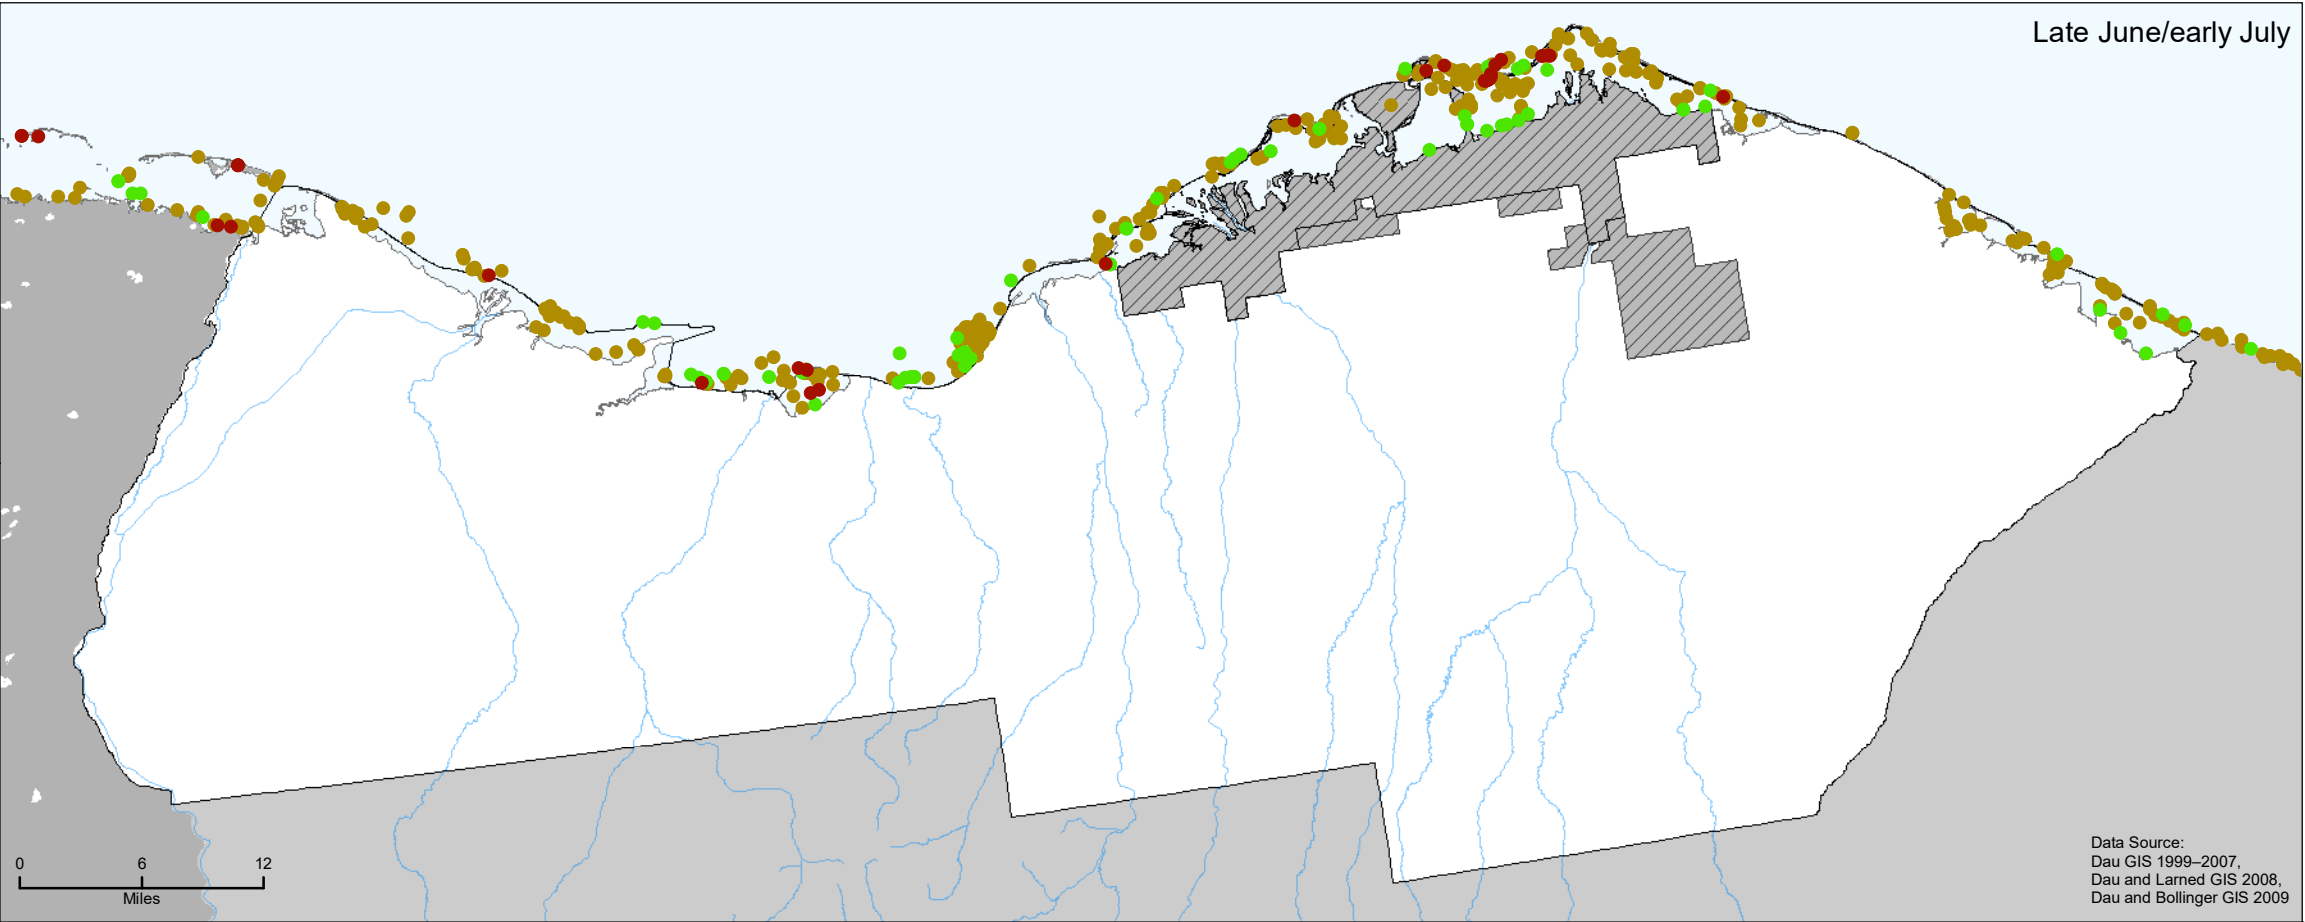 Late June/early July
0 6 12
Miles
Data Source:
Dau GIS 1999–2007,
Dau and Larned GIS 2008,
Dau and Bollinger GIS 2009